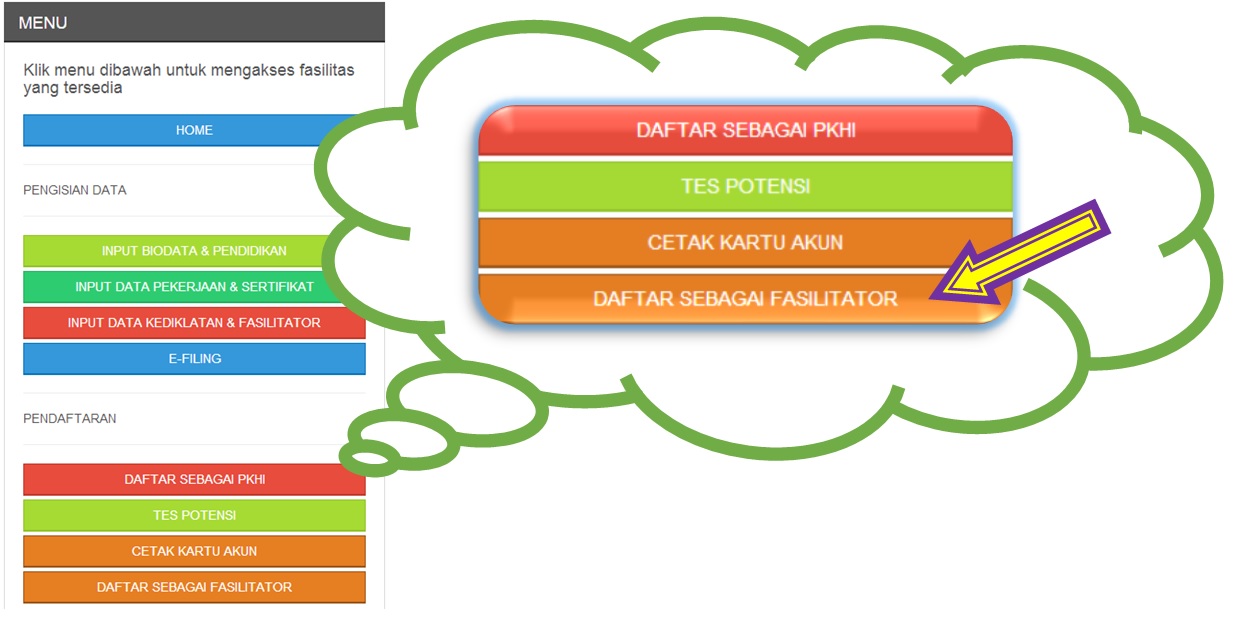 MENU
Klik menu dibawah untuk mengakses fasilitas
yang tersedia
HOME
PENGISIAN DATA
INPUT BIODATA & PENDIDIKAN
INPUT DATA PEKERJAAN & SERTIFIKAT
INPUT DATA KEDIKLATAN & FASILITATOR
E-FILING
PENDAFTARAN
DAFTAR SEBAGAI PKHI
TES POTENSI
CETAK KARTU AKUN
DAFTAR SEBAGAI FASILITATOR
DAFTAR SEBAGAI PKHI
TES POTENSI
CETAK KARTU AKUN
DAFTAR SEBAGAI FASILITATOR